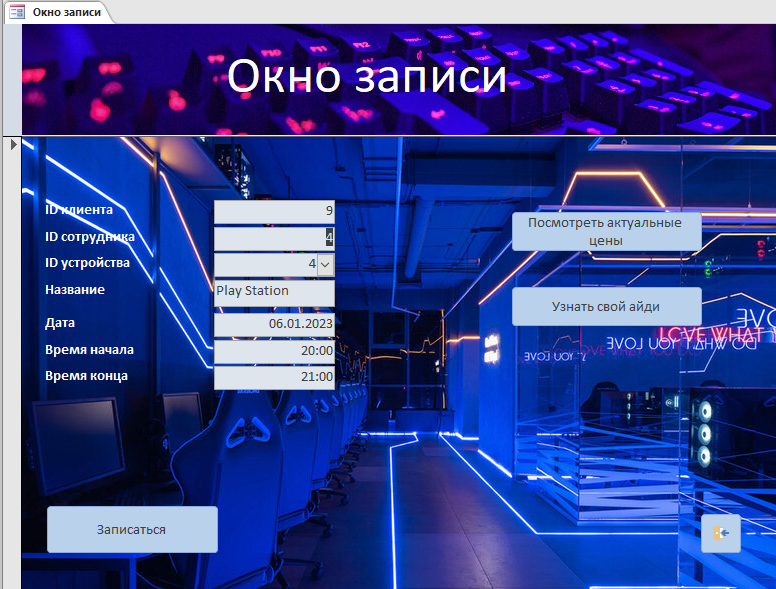 Окно записи
Окно записи
ID клиента 9
ID сотрудника 4
ID устройства 4
Название Play Station
Дата 06.01.2023
Время начала 20:00
Время конца 21:00
Посмотреть актуальные
цены
Узнать свой айди
LOVE WHAT YOU
DO WHAT YOU LOVE
Записаться